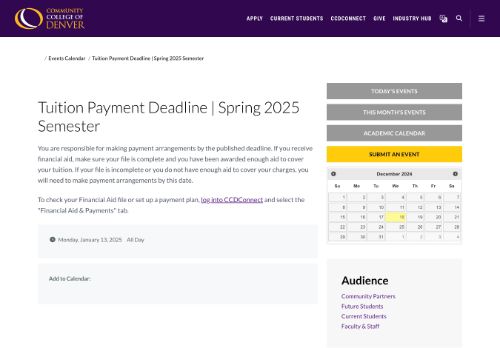 COMMUNITY
COLLEGE OF
DENVER
APPLY CURRENT STUDENTS CCDCONNECT GIVE INDUSTRY HUB
/ Events Calendar / Tuition Payment Deadline | Spring 2025 Semester
Tuition Payment Deadline | Spring 2025
Semester
You are responsible for making payment arrangements by the published deadline. If you receive
financial aid, make sure your file is complete and you have been awarded enough aid to cover
your tuition. If your file is incomplete or you do not have enough aid to cover your charges, you
will need to make payment arrangements by this date.
To check your Financial Aid file or set up a payment plan, log into CCDConnect and select the
"Financial Aid & Payments" tab.
Monday, January 13, 2025 All Day
Add to Calendar:
TODAY'S EVENTS
THIS MONTH'S EVENTS
ACADEMIC CALENDAR
SUBMIT AN EVENT
December 2024
Su Mo Tu We Th Fr Sa
1 2 3 4 5 6 7
8 9 10 11 12 13 14
15 16 17 18 19 20 21
22 23 24 25 26 27 28
29 30 31 1 2 3 4
Audience
Community Partners
Future Students
Current Students
Faculty & Staff